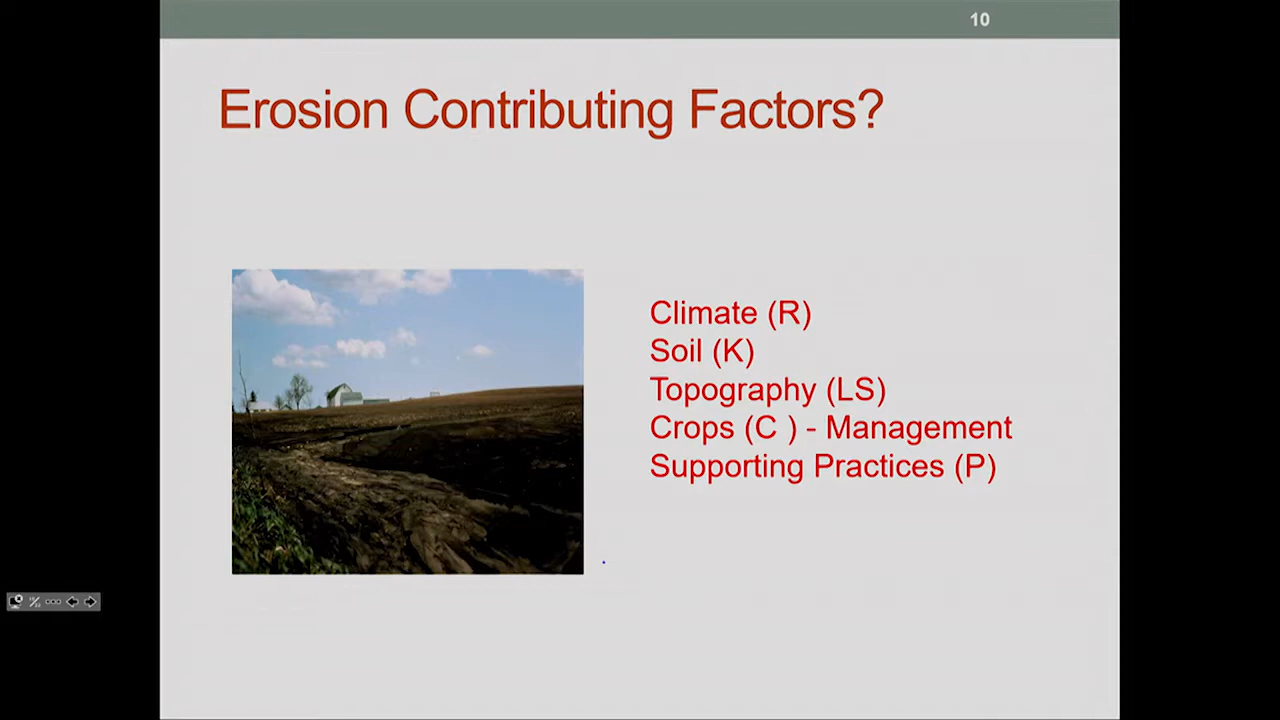 10
Erosion Contributing Factors?
Climate (R)
Soil (K)
Topography (LS)
Crops (C ) - Management
Supporting Practices (P)